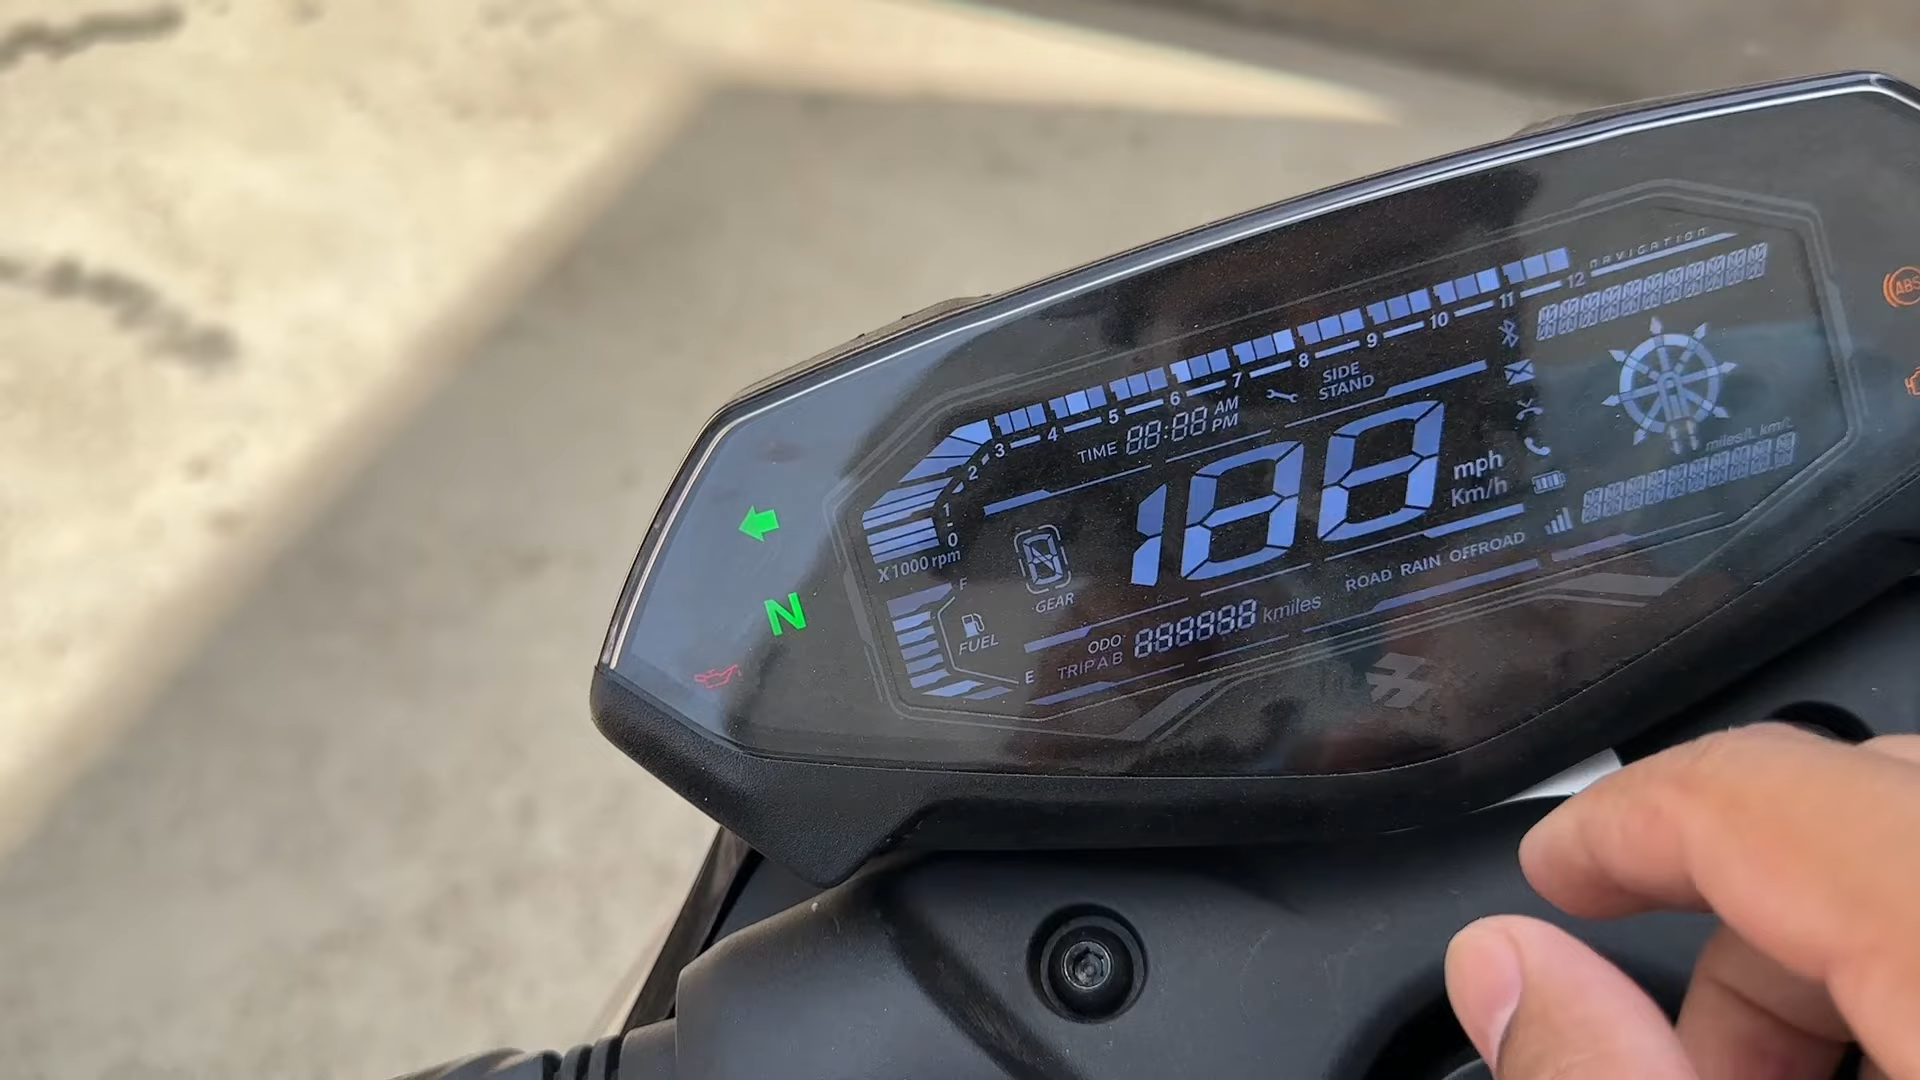 NAVIGATION
12
11
10
9
8
7
6
5
4
3
2
1
0
X1000 rpm
SIDE
STAND
TIME 88:88 AM
PM
188 mph
Km/h
miles/L km/L
ABS
N
F
FUEL
E
GEAR
ROAD RAIN OFFROAD
ODO
TRIP A B
888888 kmiles